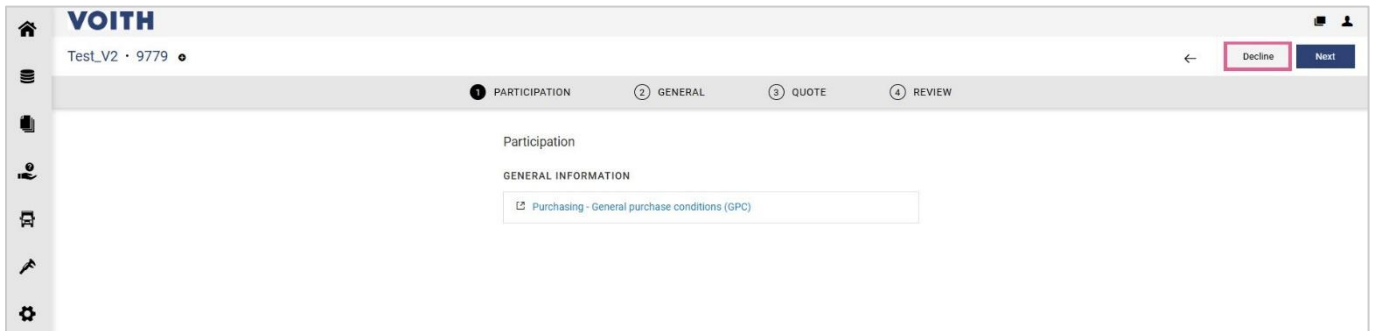 VOITH
Test_V2 · 9779
Decline
Next
1 PARTICIPATION
2 GENERAL
3 QUOTE
4 REVIEW
Participation
GENERAL INFORMATION
Purchasing - General purchase conditions (GPC)